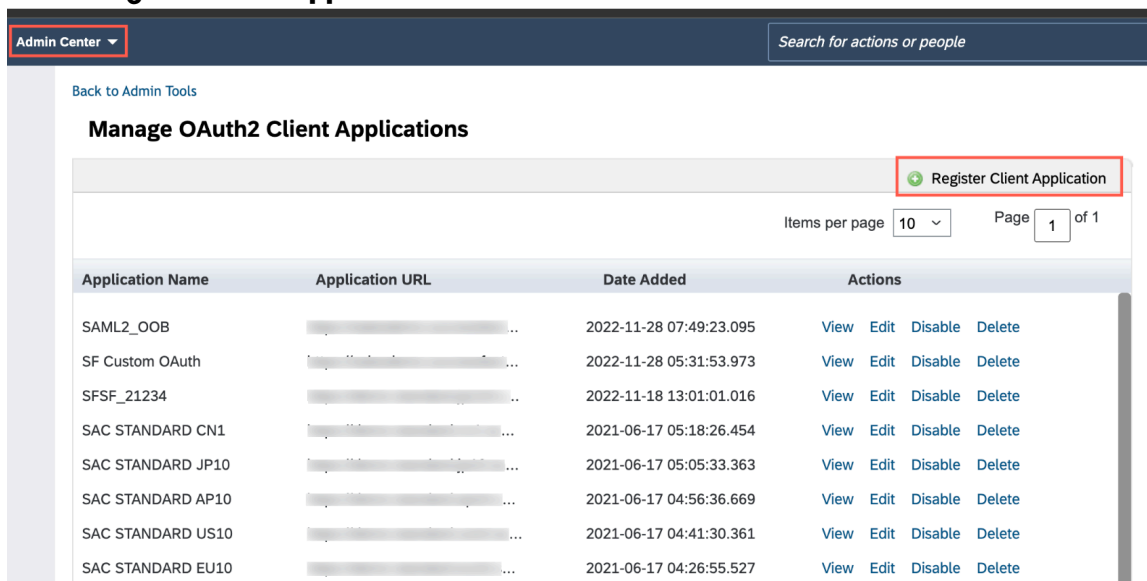 Admin Center
Search for actions or people
Back to Admin Tools
Manage OAuth2 Client Applications
Register Client Application
Items per page 10 Page 1 of 1
Application Name Application URL Date Added Actions
SAML2_OOB ... 2022-11-28 07:49:23.095 View Edit Disable Delete
SF Custom OAuth ... 2022-11-28 05:31:53.973 View Edit Disable Delete
SFSF_21234 .. 2022-11-18 13:01:01.016 View Edit Disable Delete
SAC STANDARD CN1 ... 2021-06-17 05:18:26.454 View Edit Disable Delete
SAC STANDARD JP10 ... 2021-06-17 05:05:33.363 View Edit Disable Delete
SAC STANDARD AP10 ... 2021-06-17 04:56:36.669 View Edit Disable Delete
SAC STANDARD US10 ... 2021-06-17 04:41:30.361 View Edit Disable Delete
SAC STANDARD EU10 ... 2021-06-17 04:26:55.527 View Edit Disable Delete